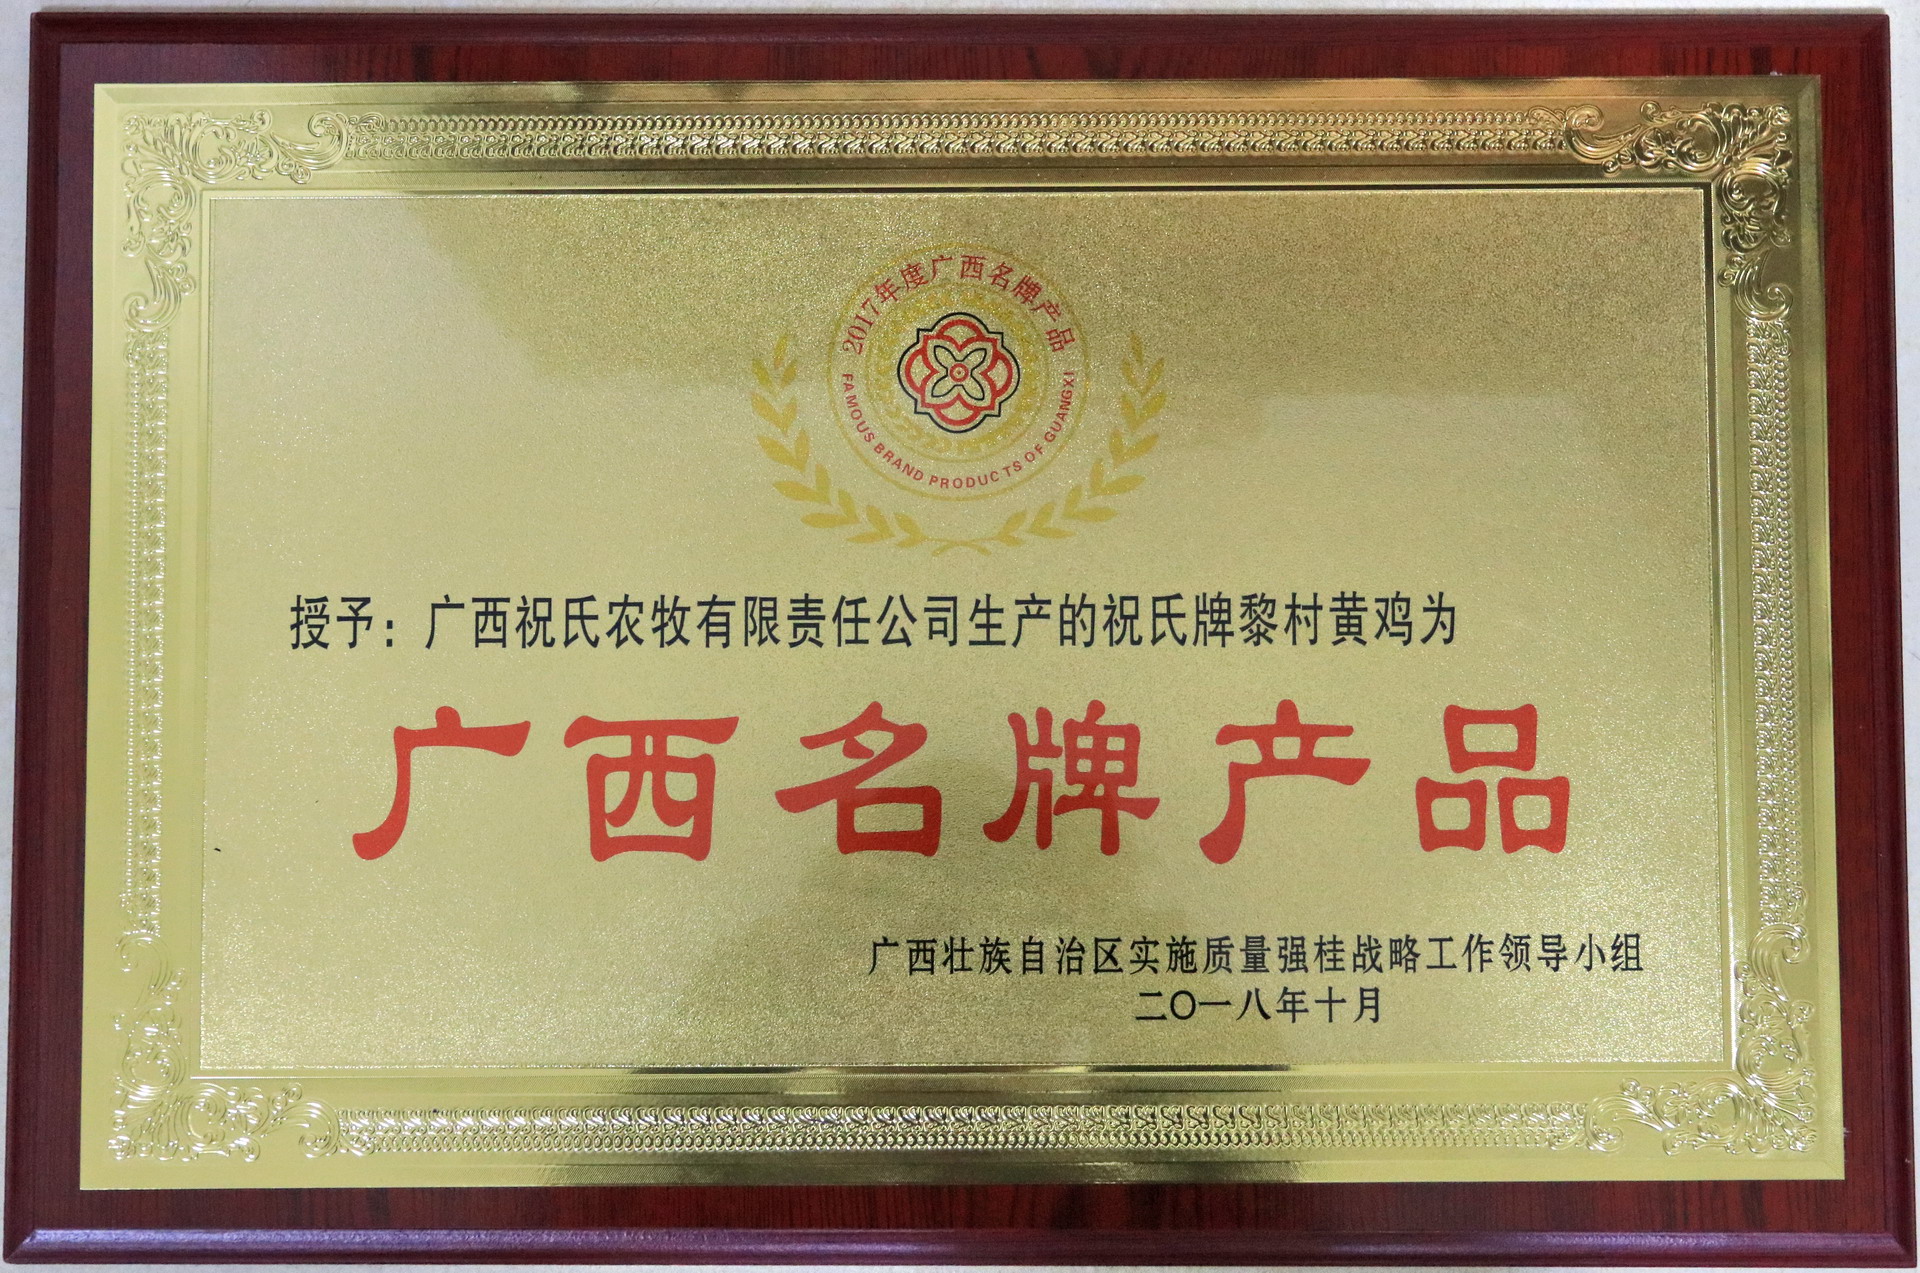 2017年度广西名牌产品
FAMOUS BRAND PRODUCTS OF GUANGXI
授予：广西祝氏农牧有限责任公司生产的祝氏牌黎村黄鸡为
广西名牌产品
广西壮族自治区实施质量强桂战略工作领导小组
二〇一八年十月